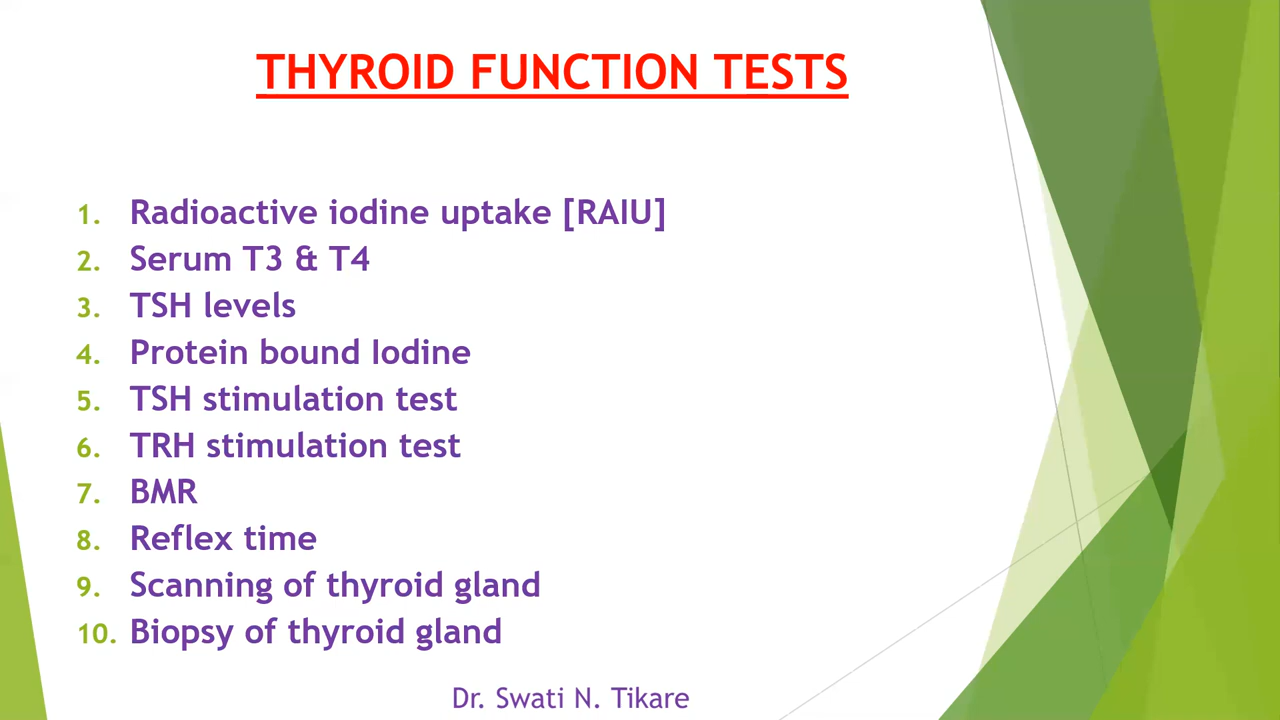 THYROID FUNCTION TESTS
1. Radioactive iodine uptake [RAIU]
2. Serum T3 & T4
3. TSH levels
4. Protein bound Iodine
5. TSH stimulation test
6. TRH stimulation test
7. BMR
8. Reflex time
9. Scanning of thyroid gland
10. Biopsy of thyroid gland
Dr. Swati N. Tikare